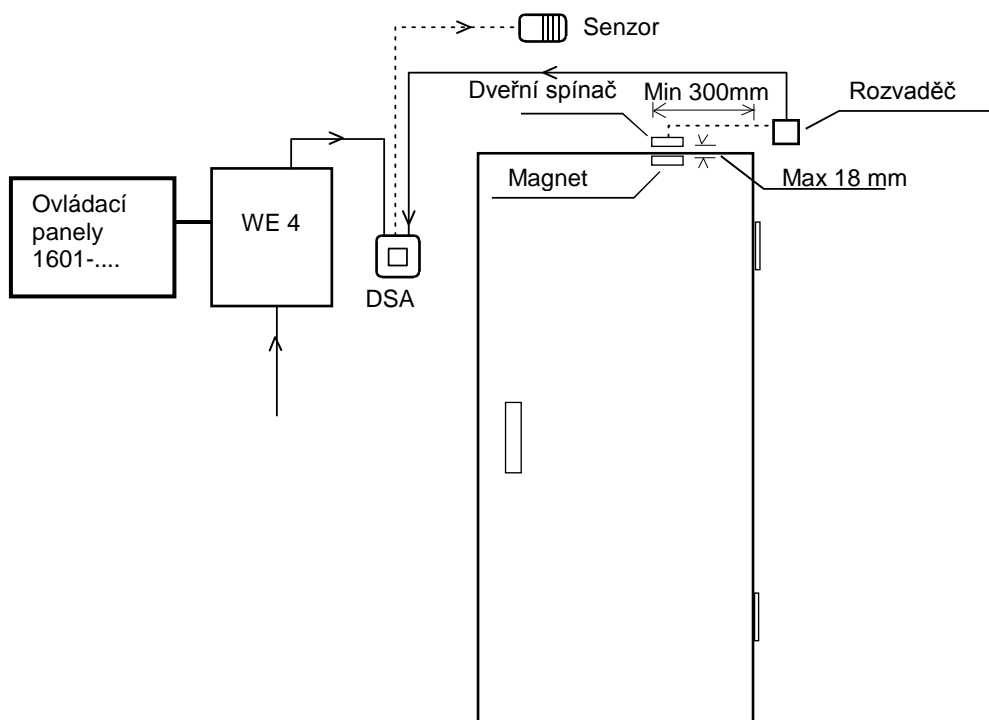 Senzor
Dveřní spínač
Min 300mm
Rozvaděč
Magnet
Max 18 mm
Ovládací
panely
1601-....
WE 4
DSA